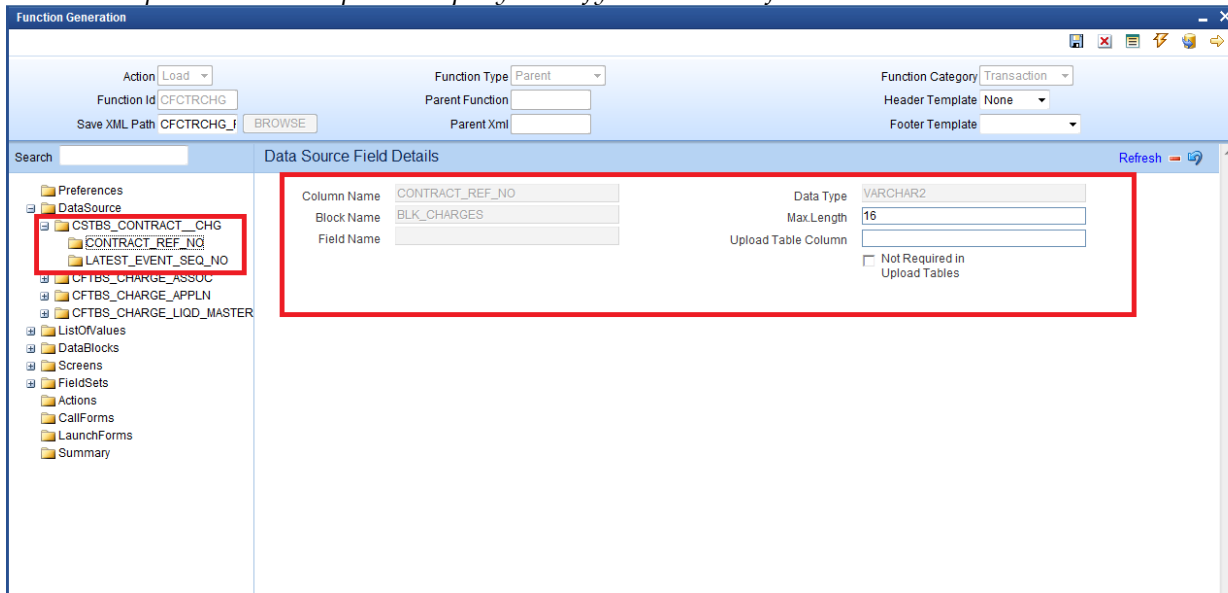 Function Generation
Action Load Function Type Parent Function Category Transaction
Function Id CFCTRCHG Parent Function Header Template None
Save XML Path CFCTRCHG_ BROWSE Parent Xml Footer Template
Search Data Source Field Details Refresh
Preferences
DataSource
CSTBS_CONTRACT__CHG
CONTRACT_REF_NO
LATEST_EVENT_SEQ_NO
CFTBS_CHARGE_ASSOC
CFTBS_CHARGE_APPLN
CFTBS_CHARGE_LIQD_MASTER
ListOfValues
DataBlocks
Screens
FieldSets
Actions
CallForms
LaunchForms
Summary
Column Name CONTRACT_REF_NO Data Type VARCHAR2
Block Name BLK_CHARGES Max.Length 16
Field Name Upload Table Column
Not Required in
Upload Tables